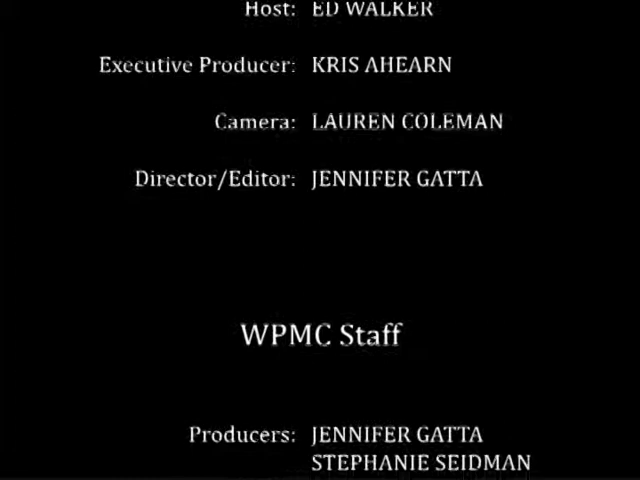 Host: ED WALKER
Executive Producer: KRIS AHEARN
Camera: LAUREN COLEMAN
Director/Editor: JENNIFER GATTA
WPMC Staff
Producers: JENNIFER GATTA
STEPHANIE SEIDMAN